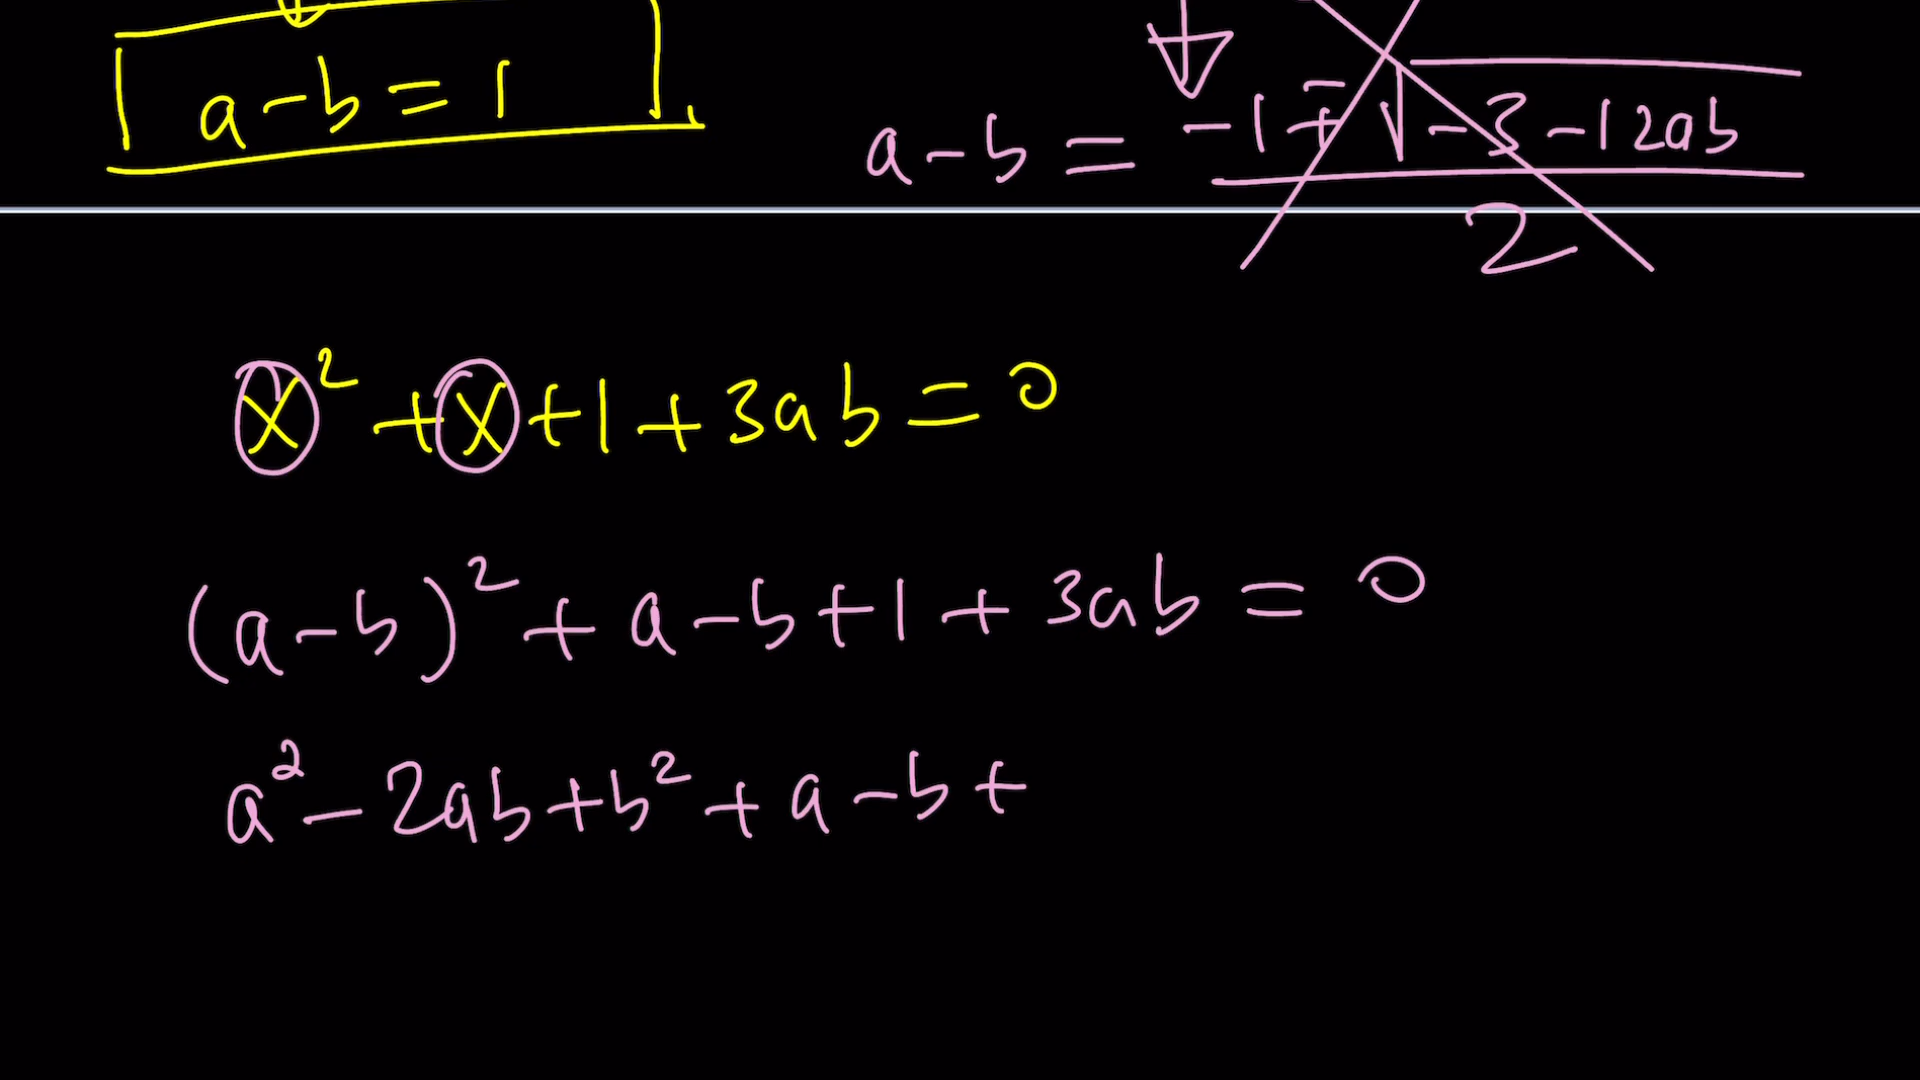 a-b=1
a-b = (-1∓√(-3-12ab))/2
x²+x+1+3ab=0
(a-b)²+a-b+1+3ab=0
a²-2ab+b²+a-b+